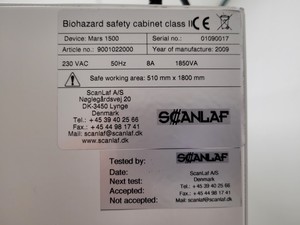 Biohazard safety cabinet class II
Device: Mars 1500 Serial no.: 01090017
Article no.: 9001022000 Year of manufacture: 2009
230 VAC 50Hz 8A 1850VA
Safe working area: 510 mm x 1800 mm
ScanLaf A/S
Nøglegårdsvej 20
DK-3450 Lynge
Denmark
Tel.: +45 39 40 25 66
Fax.: +45 44 98 17 41
Mail: scanlaf@scanlaf.dk
www.scanlaf.dk
SCANLAF
Tested by: SCANLAF
Date: ScanLaf A/S
Next test: Denmark
Accepted: Tel.: +45 39 40 25 66
Not accepted: Fax.: +45 44 98 17 41
Mail: scanlaf@scanlaf.dk